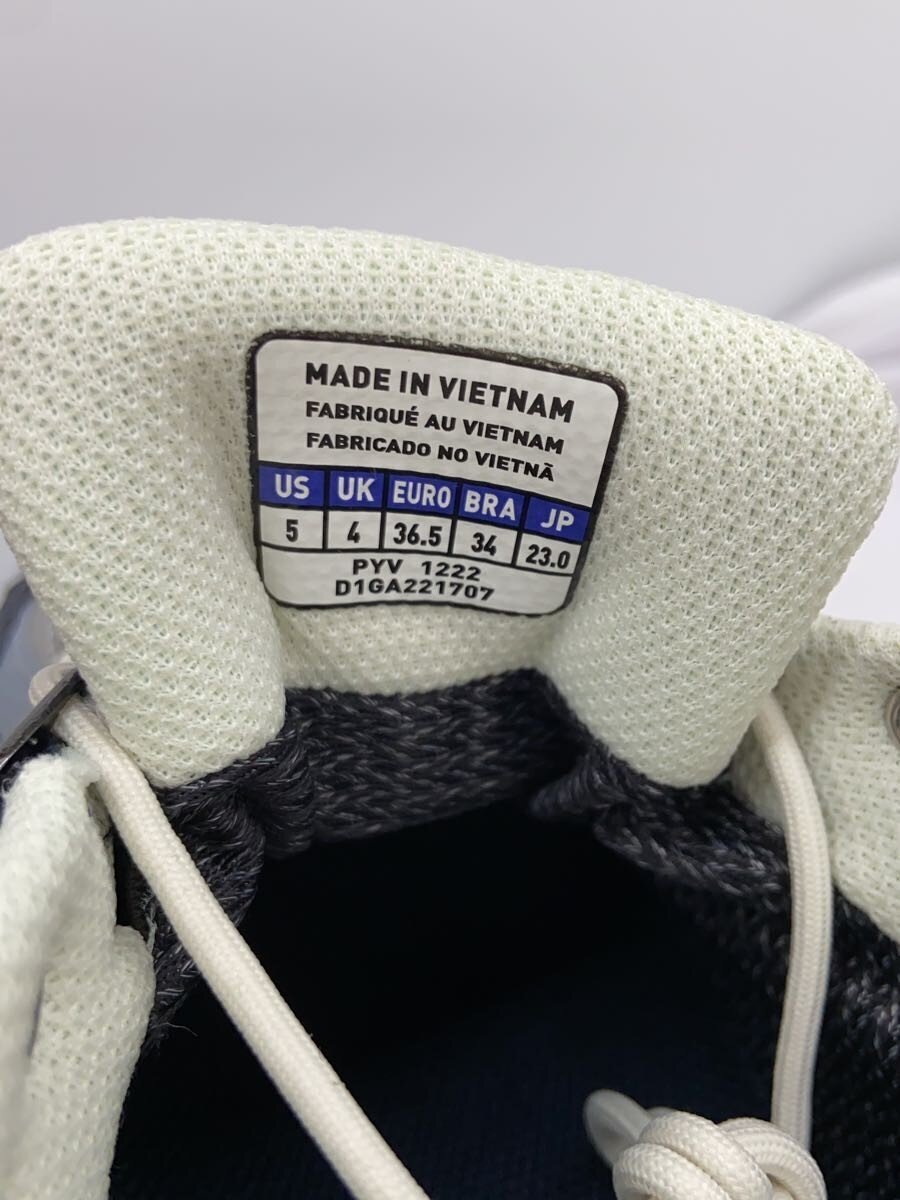 MADE IN VIETNAM
FABRIQUÉ AU VIETNAM
FABRICADO NO VIETNÃ
US UK EURO BRA JP
5 4 36.5 34 23.0
PYV 1222
D1GA221707